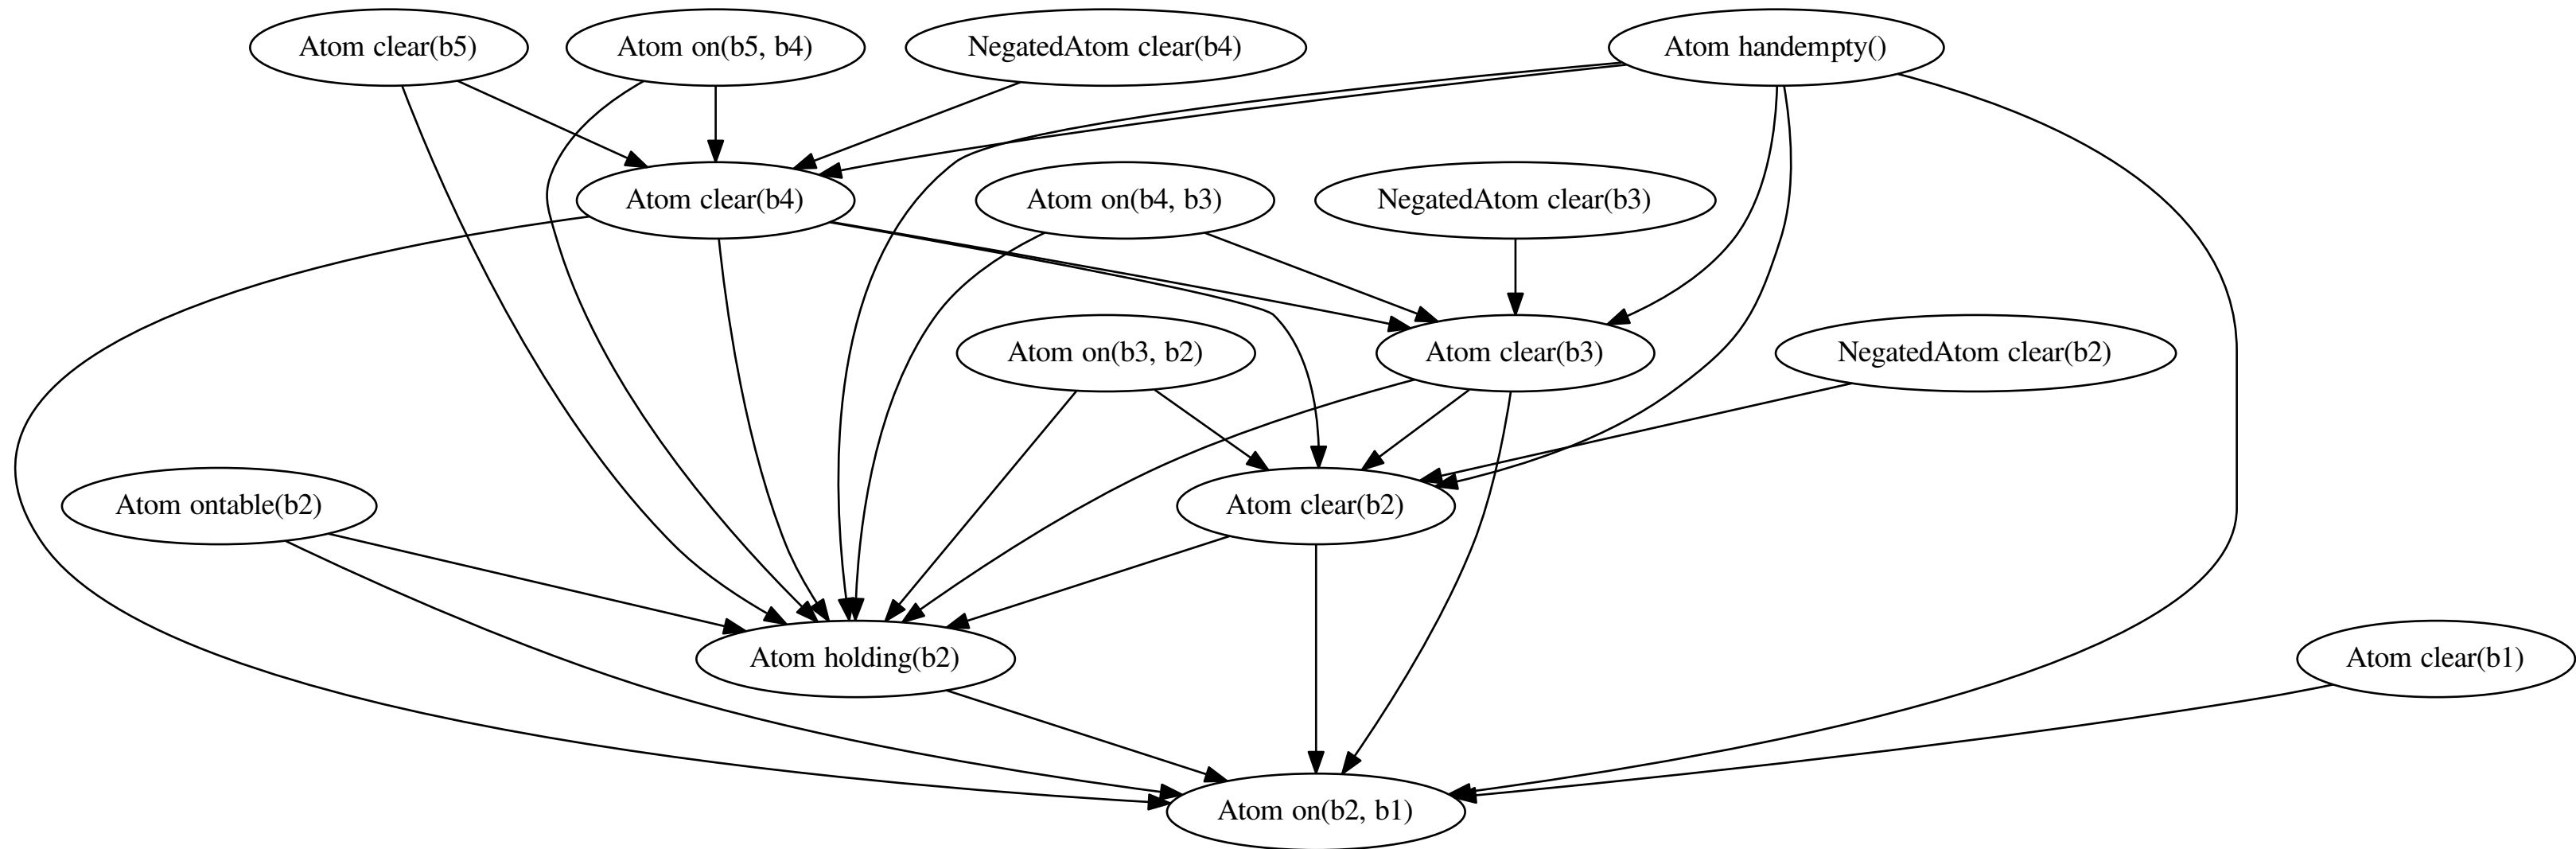 Atom clear(b5)
Atom on(b5, b4)
NegatedAtom clear(b4)
Atom handempty()
Atom clear(b4)
Atom on(b4, b3)
NegatedAtom clear(b3)
Atom on(b3, b2)
Atom clear(b3)
NegatedAtom clear(b2)
Atom ontable(b2)
Atom clear(b2)
Atom holding(b2)
Atom clear(b1)
Atom on(b2, b1)